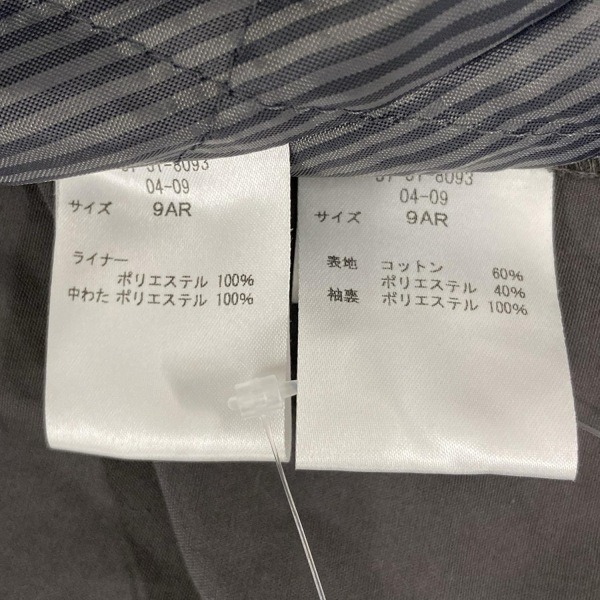 04-09
サイズ 9AR
ライナー
ポリエステル 100%
中わた ポリエステル 100%
-8093
04-09
サイズ 9AR
表地 コットン 60%
ポリエステル 40%
袖裏 ポリエステル 100%